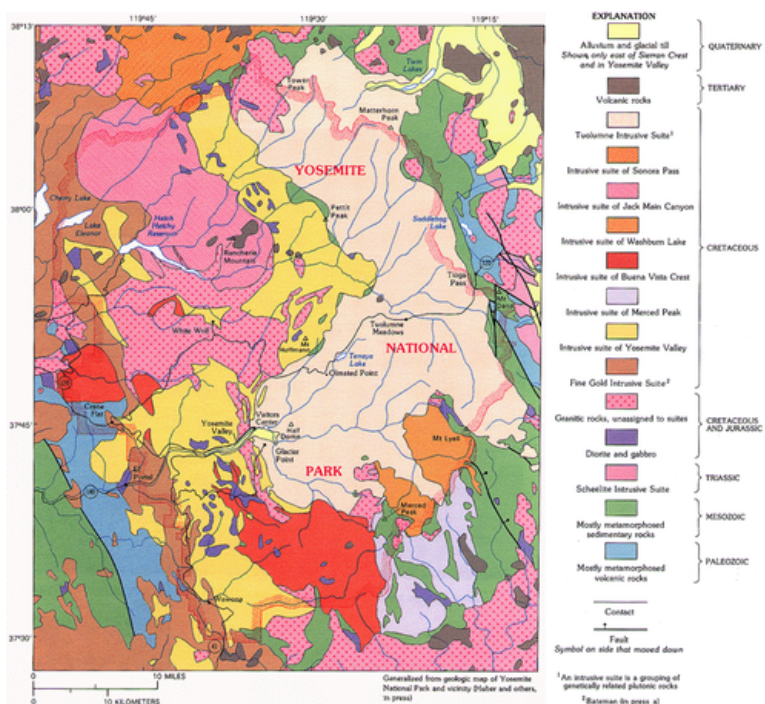 119°45'
119°30'
119°15'
38°13'
38°00'
37°45'
37°30'
Twin
Lakes
Tower
Peak
Matterhorn
Peak
YOSEMITE
Cherry Lake
Lake
Eleanor
Hetch
Hetchy
Reservoir
Pettit
Peak
Saddlebag
Lake
Rancheria
Mountain
120
Tioga
Pass
Mt
Dana
White Wolf
Tuolumne
Meadows
Mt
Hoffmann
NATIONAL
Tenaya
Lake
Olmsted Point
Crane
Flat
Yosemite
Valley
Visitors
Center
Half
Dome
Glacier
Point
Mt Lyell
El
Portal
PARK
Merced
Peak
Wawona
0
10 MILES
0
10 KILOMETERS
Generalized from geologic map of Yosemite
National Park and vicinity (Huber and others,
in press)
EXPLANATION
Alluvium and glacial till
Shown only east of Sierran Crest
and in Yosemite Valley
QUATERNARY
Volcanic rocks
TERTIARY
Tuolumne Intrusive Suite¹
Intrusive suite of Sonora Pass
Intrusive suite of Jack Main Canyon
Intrusive suite of Washburn Lake
CRETACEOUS
Intrusive suite of Buena Vista Crest
Intrusive suite of Merced Peak
Intrusive suite of Yosemite Valley
Fine Gold Intrusive Suite²
Granitic rocks, unassigned to suites
CRETACEOUS
AND JURASSIC
Diorite and gabbro
Scheelite Intrusive Suite
TRIASSIC
Mostly metamorphosed
sedimentary rocks
MESOZOIC
Mostly metamorphosed
volcanic rocks
PALEOZOIC
Contact
Fault
Symbol on side that moved down
¹An intrusive suite is a grouping of
genetically related plutonic rocks
²Bateman (in press a)